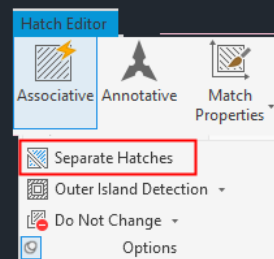 Hatch Editor
Associative Annotative Match
Properties
Separate Hatches
Outer Island Detection
Do Not Change
Options